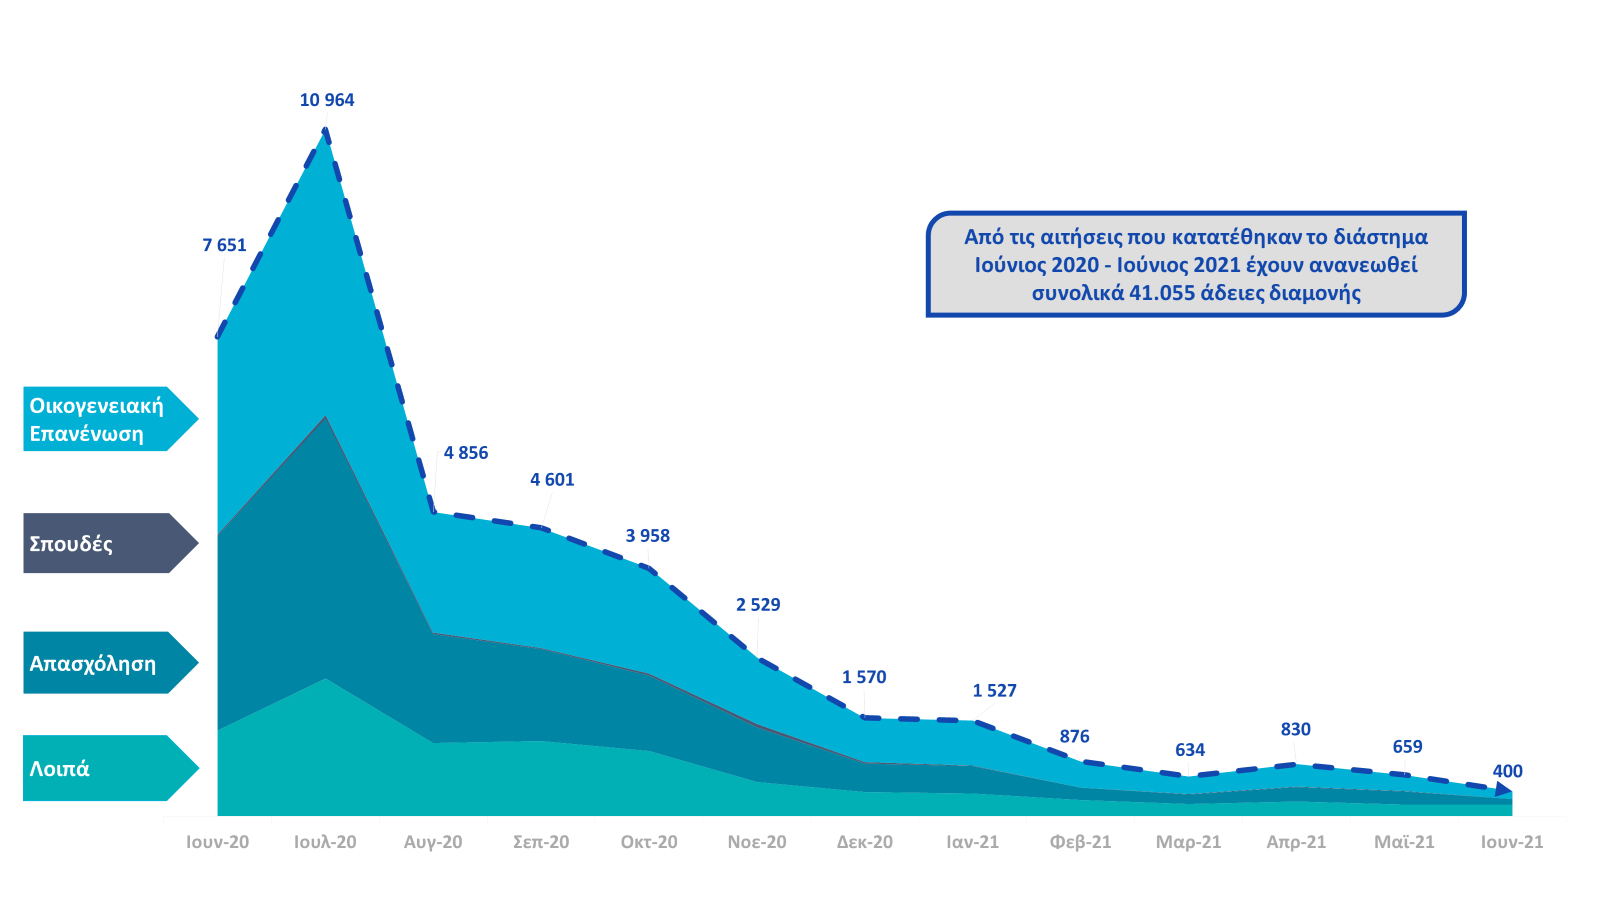 10 964
7 651
Από τις αιτήσεις που κατατέθηκαν το διάστημα
Ιούνιος 2020 - Ιούνιος 2021 έχουν ανανεωθεί
συνολικά 41.055 άδειες διαμονής
Οικογενειακή
Επανένωση
4 856
4 601
3 958
Σπουδές
2 529
Απασχόληση
1 570
1 527
876
634
830
659
400
Λοιπά
Ιουν-20
Ιουλ-20
Αυγ-20
Σεπ-20
Οκτ-20
Νοε-20
Δεκ-20
Ιαν-21
Φεβ-21
Μαρ-21
Απρ-21
Μαϊ-21
Ιουν-21